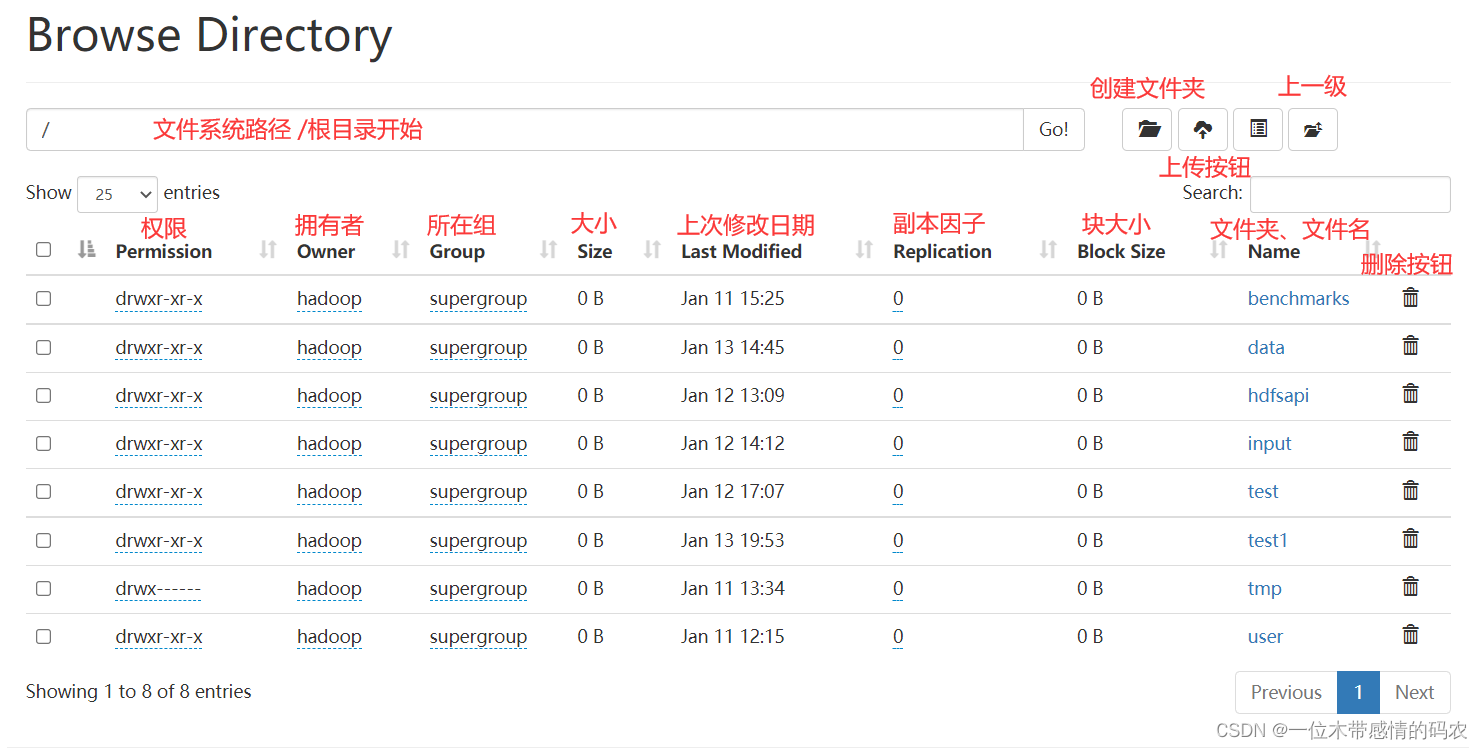 Browse Directory
创建文件夹 上一级
/ 文件系统路径 /根目录开始 Go!
上传按钮
Show 25 entries Search:
权限 拥有者 所在组 大小 上次修改日期 副本因子 块大小 文件夹、文件名
Permission Owner Group Size Last Modified Replication Block Size Name
删除按钮
drwxr-xr-x hadoop supergroup 0 B Jan 11 15:25 0 0 B benchmarks
drwxr-xr-x hadoop supergroup 0 B Jan 13 14:45 0 0 B data
drwxr-xr-x hadoop supergroup 0 B Jan 12 13:09 0 0 B hdfsapi
drwxr-xr-x hadoop supergroup 0 B Jan 12 14:12 0 0 B input
drwxr-xr-x hadoop supergroup 0 B Jan 12 17:07 0 0 B test
drwxr-xr-x hadoop supergroup 0 B Jan 13 19:53 0 0 B test1
drwx------ hadoop supergroup 0 B Jan 11 13:34 0 0 B tmp
drwxr-xr-x hadoop supergroup 0 B Jan 11 12:15 0 0 B user
Showing 1 to 8 of 8 entries Previous 1 Next
CSDN @一位木带感情的码农